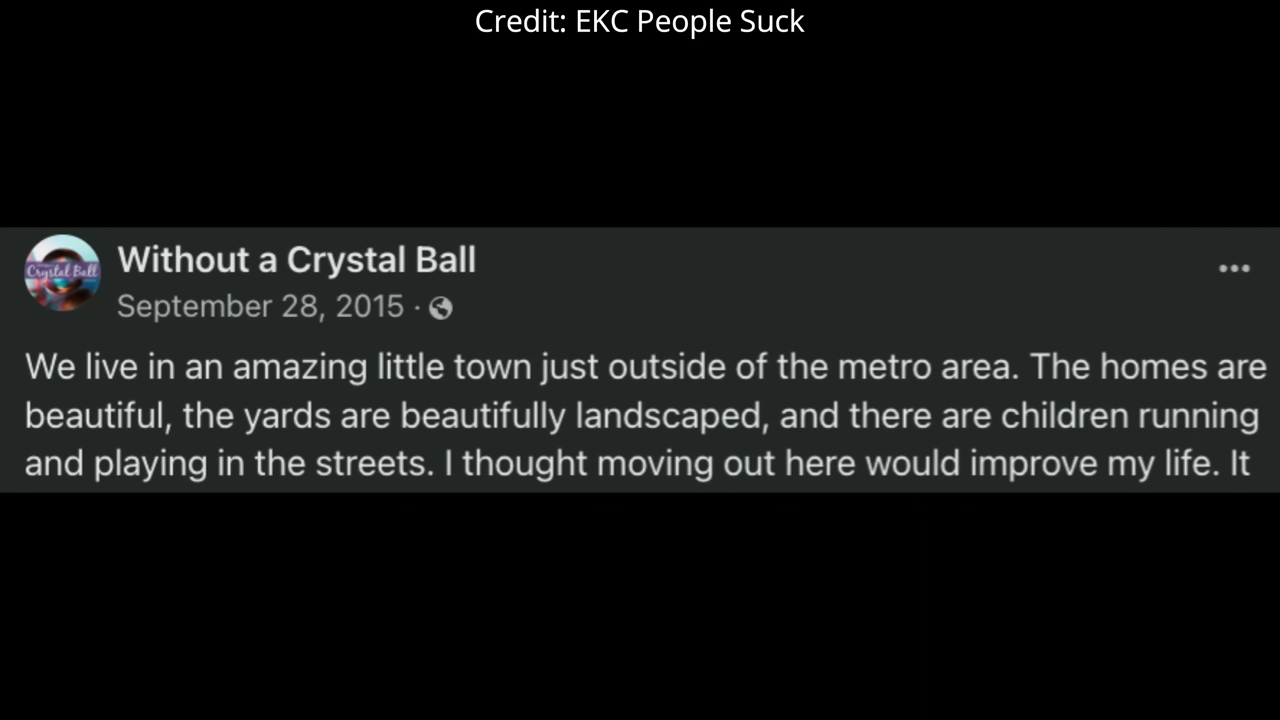 Credit: EKC People Suck
Without a Crystal Ball
Crystal Ball
September 28, 2015 ·
We live in an amazing little town just outside of the metro area. The homes are
beautiful, the yards are beautifully landscaped, and there are children running
and playing in the streets. I thought moving out here would improve my life. It